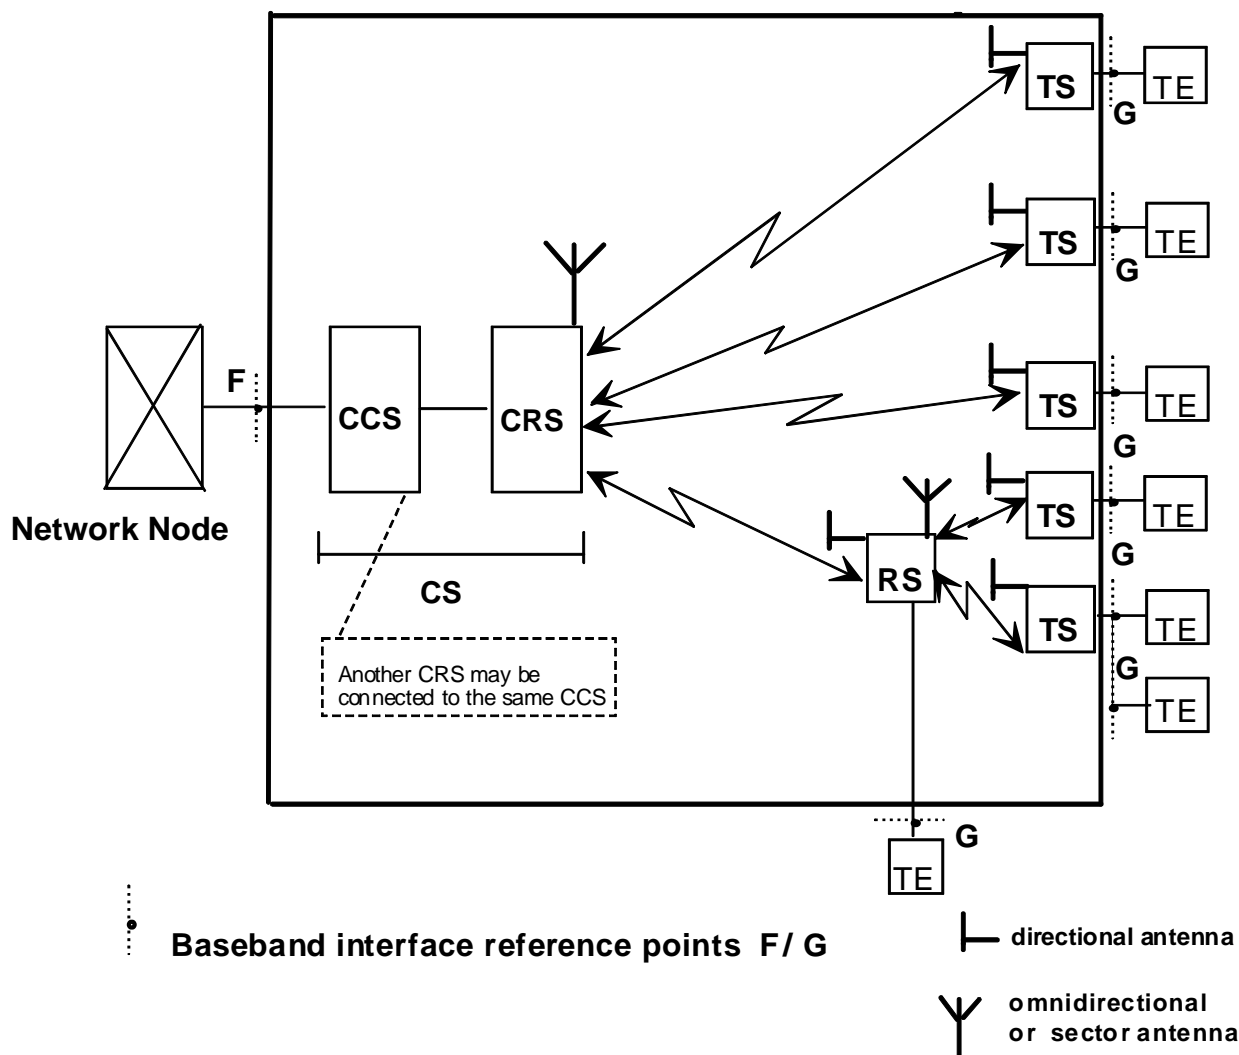 TS
TE
G
TS
TE
G
F
CCS
CRS
TS
TE
G
Network Node
TS
TE
G
RS
CS
TS
TE
G
TE
Another CRS may be
connected to the same CCS
G
TE
Baseband interface reference points F/ G
directional antenna
omnidirectional
or sector antenna